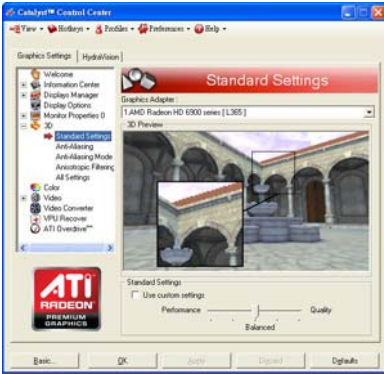 Catalyst™ Control Center
View Hotkeys Profiles Preferences Help
Graphics Settings HydraVision
Welcome
Information Center
Displays Manager
Display Options
Monitor Properties 0
3D
Standard Settings
Anti-Aliasing
Anti-Aliasing Mode
Anisotropic Filtering
All Settings
Color
Video
Video Converter
VPU Recover
ATI Overdrive™
ATI
RADEON
PREMIUM
GRAPHICS
Standard Settings
Graphics Adapter :
1.AMD Radeon HD 6900 series [ L365 ]
3D Preview
Standard Settings
Use custom settings
Performance Quality
Balanced
Basic... OK Apply Discard Defaults